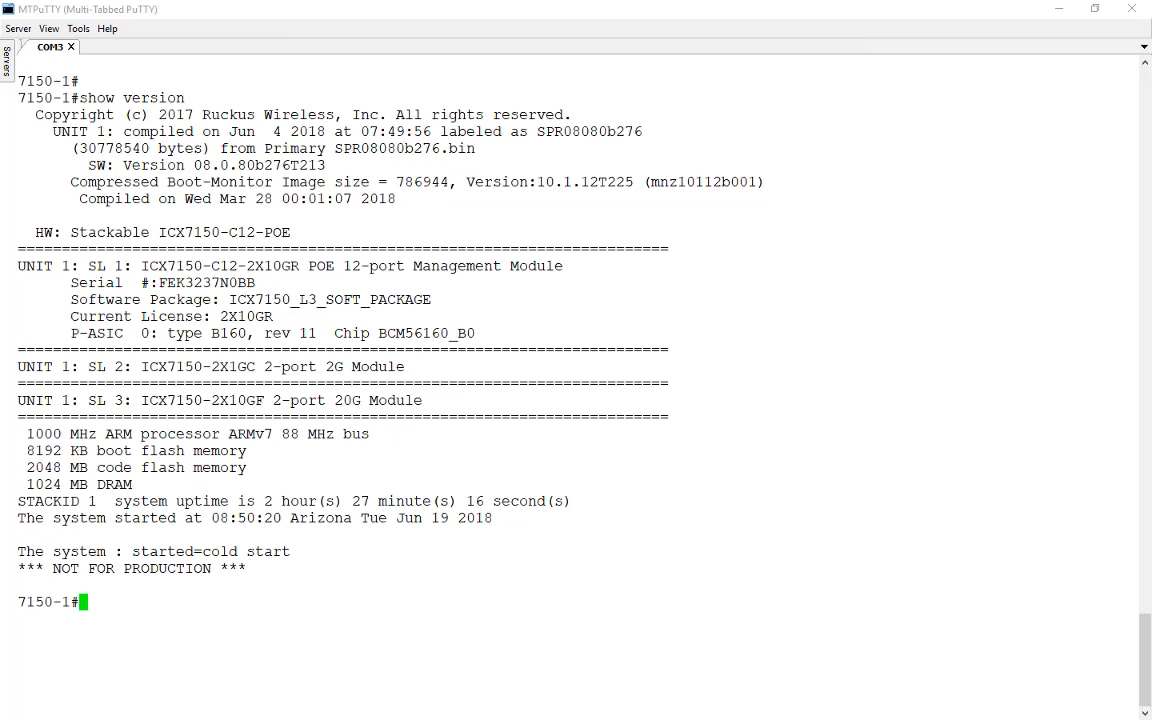 MTPuTTY (Multi-Tabbed PuTTY)
Server View Tools Help
COM3 X
Servers
7150-1#
7150-1#show version
Copyright (c) 2017 Ruckus Wireless, Inc. All rights reserved.
UNIT 1: compiled on Jun  4 2018 at 07:49:56 labeled as SPR08080b276
(30778540 bytes) from Primary SPR08080b276.bin
SW: Version 08.0.80b276T213
Compressed Boot-Monitor Image size = 786944, Version:10.1.12T225 (mnz10112b001)
Compiled on Wed Mar 28 00:01:07 2018
HW: Stackable ICX7150-C12-POE
==========================================================================
UNIT 1: SL 1: ICX7150-C12-2X10GR POE 12-port Management Module
Serial  #:FEK3237N0BB
Software Package: ICX7150_L3_SOFT_PACKAGE
Current License: 2X10GR
P-ASIC  0: type B160, rev 11  Chip BCM56160_B0
==========================================================================
UNIT 1: SL 2: ICX7150-2X1GC 2-port 2G Module
==========================================================================
UNIT 1: SL 3: ICX7150-2X10GF 2-port 20G Module
==========================================================================
1000 MHz ARM processor ARMv7 88 MHz bus
8192 KB boot flash memory
2048 MB code flash memory
1024 MB DRAM
STACKID 1  system uptime is 2 hour(s) 27 minute(s) 16 second(s)
The system started at 08:50:20 Arizona Tue Jun 19 2018
The system : started=cold start
*** NOT FOR PRODUCTION ***
7150-1#